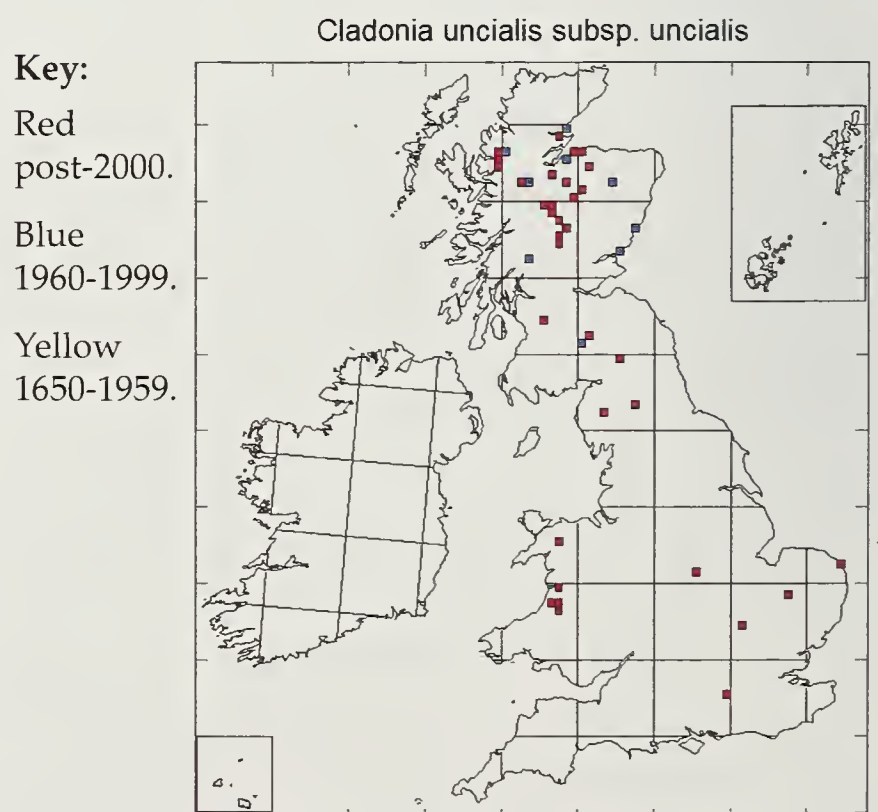 Cladonia uncialis subsp. uncialis
Key:
Red
post-2000.
Blue
1960-1999.
Yellow
1650-1959.